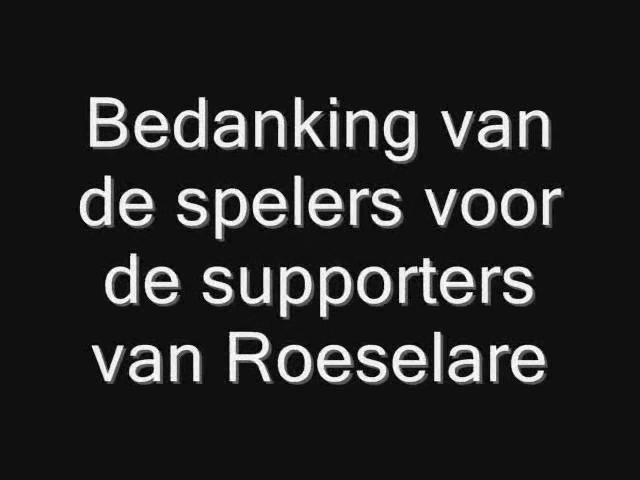 Bedanking van
de spelers voor
de supporters
van Roeselare